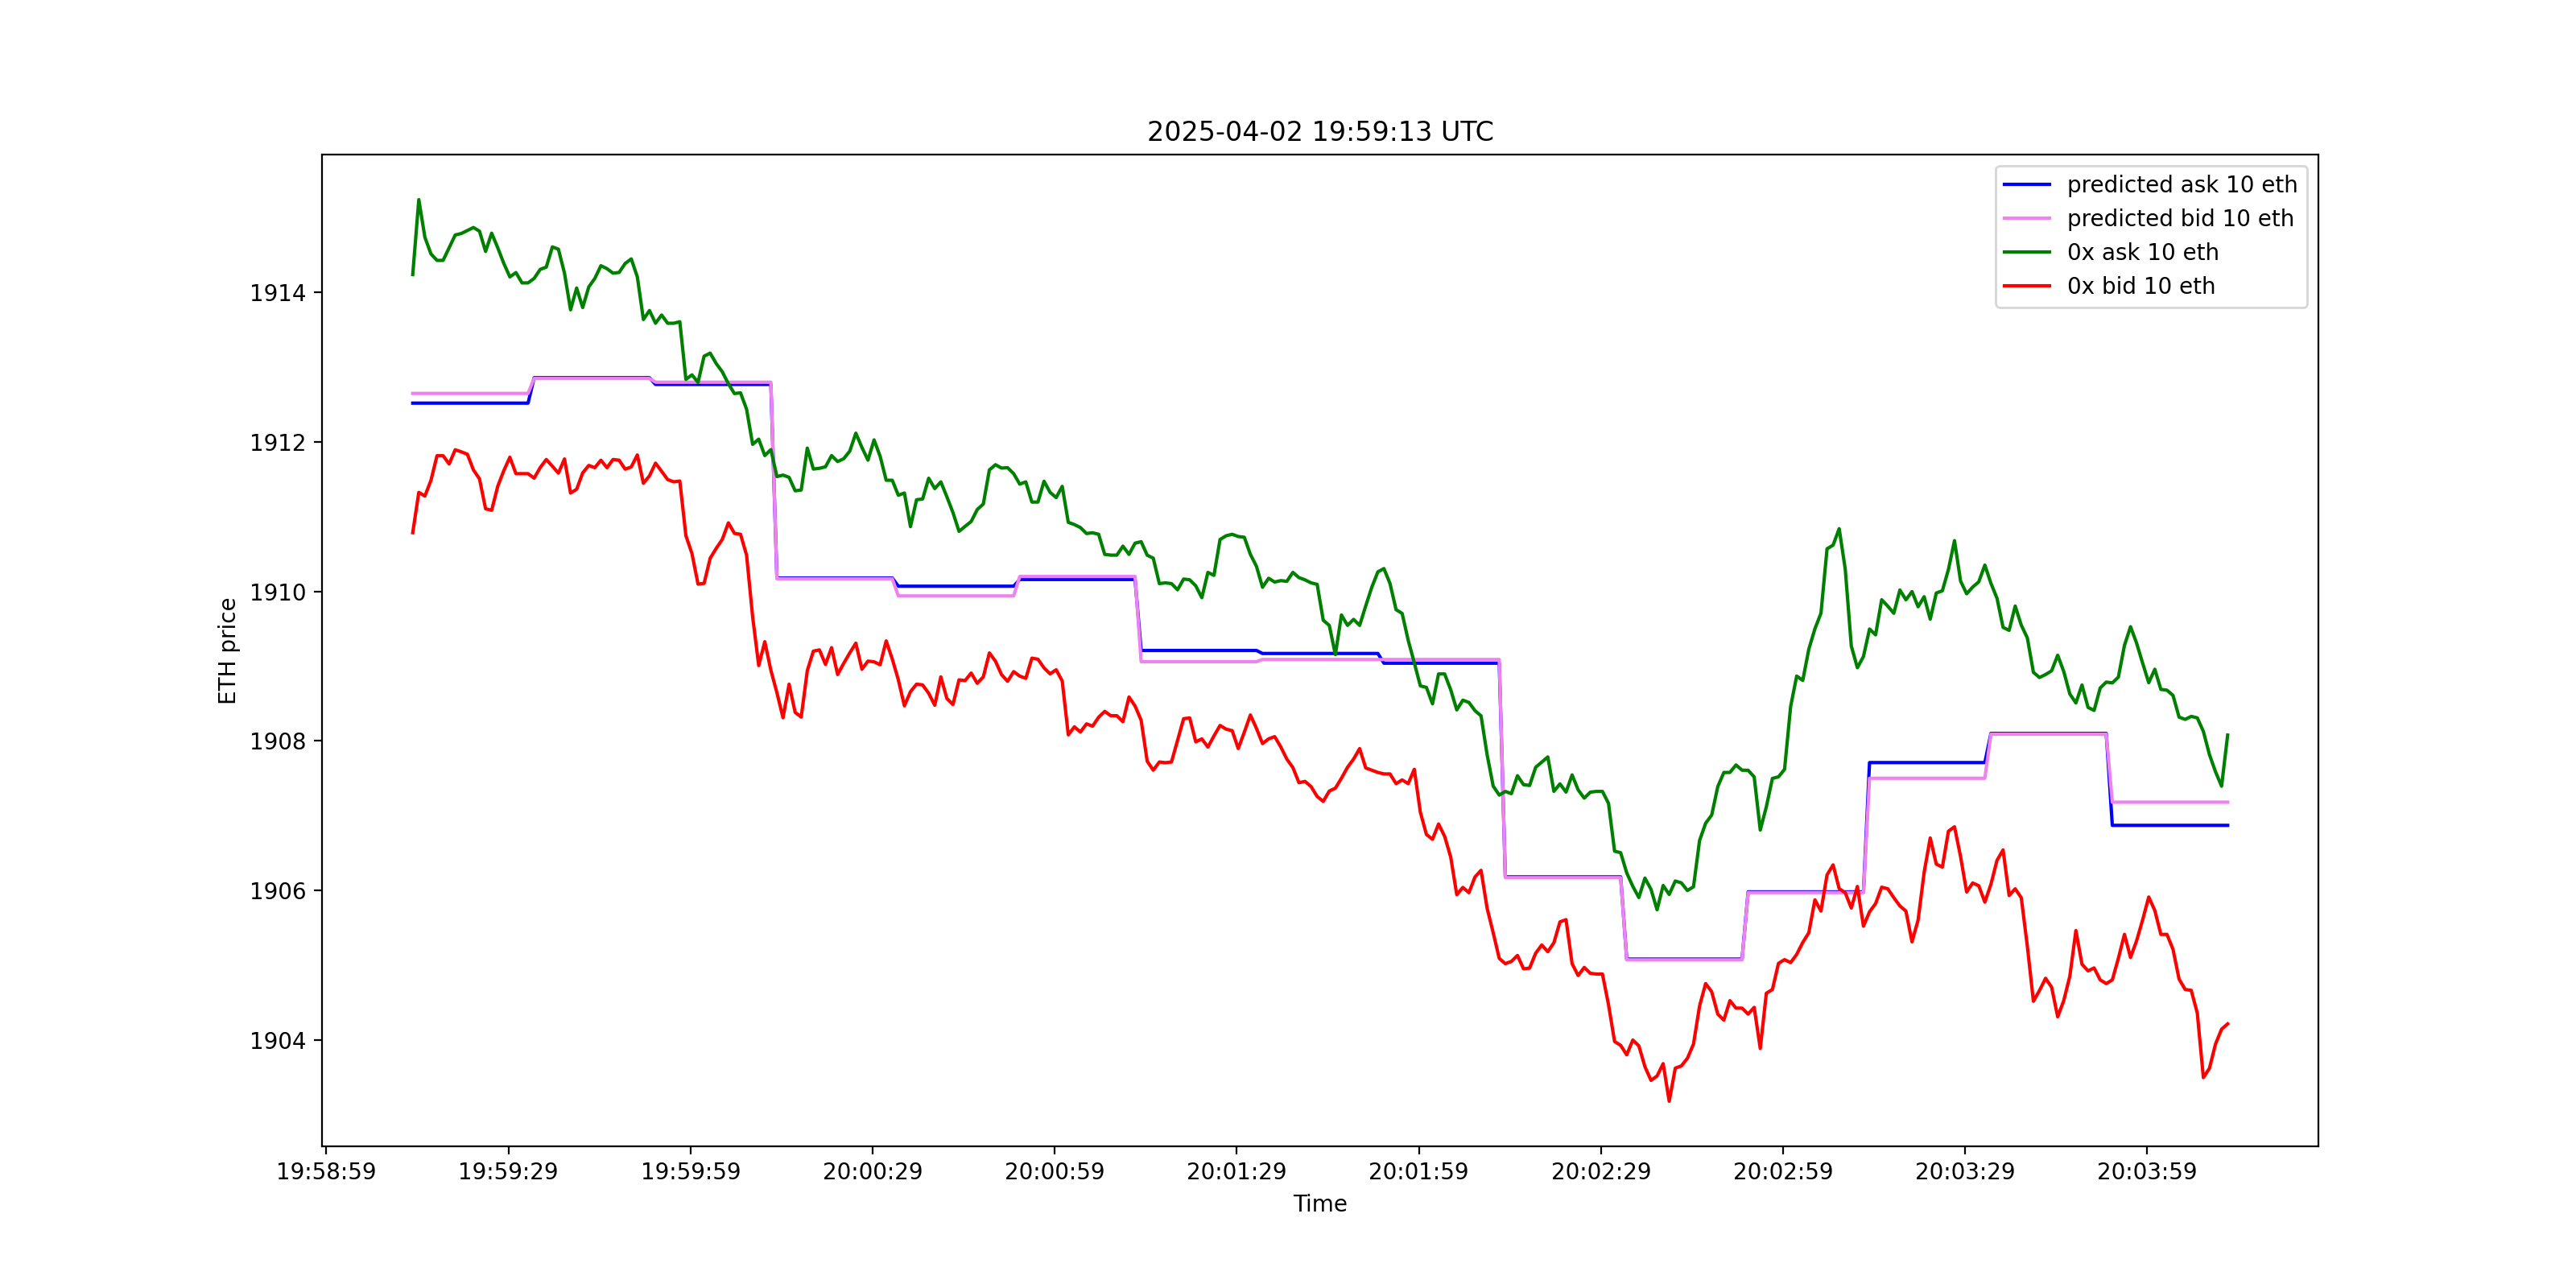 2025-04-02 19:59:13 UTC
predicted ask 10 eth
predicted bid 10 eth
0x ask 10 eth
0x bid 10 eth
ETH price
1914
1912
1910
1908
1906
1904
19:58:59 19:59:29 19:59:59 20:00:29 20:00:59 20:01:29 20:01:59 20:02:29 20:02:59 20:03:29 20:03:59
Time